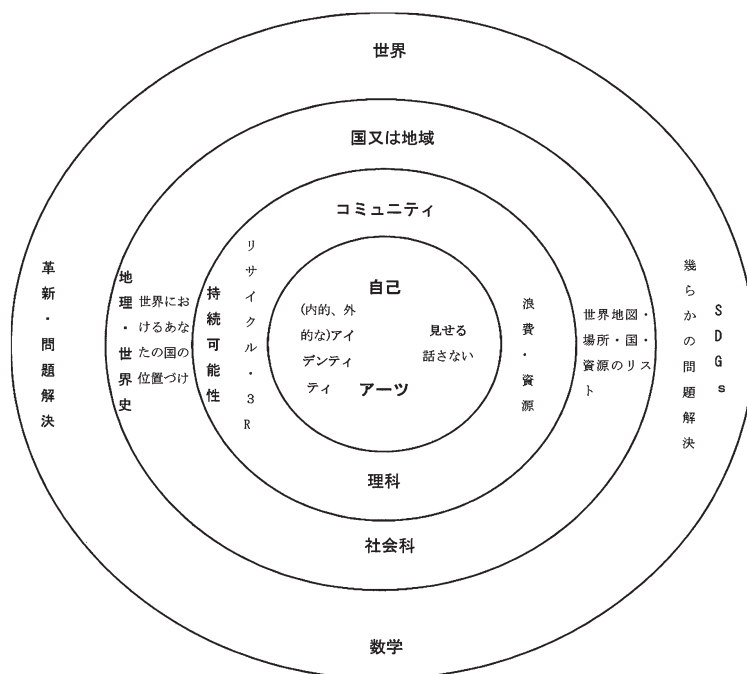 世界
国又は地域
コミュニティ
自己
革新・問題解決
地理・世界史
世界にお
けるあな
たの国の
位置づけ
持続可能性
リサイクル・3R
(内的、外
的な)アイ
デンティ
ティ
アーツ
見せる
話さない
浪費・資源
世界地図・
場所・国・
資源のリス
ト
幾らかの問題解決
SDGs
理科
社会科
数学